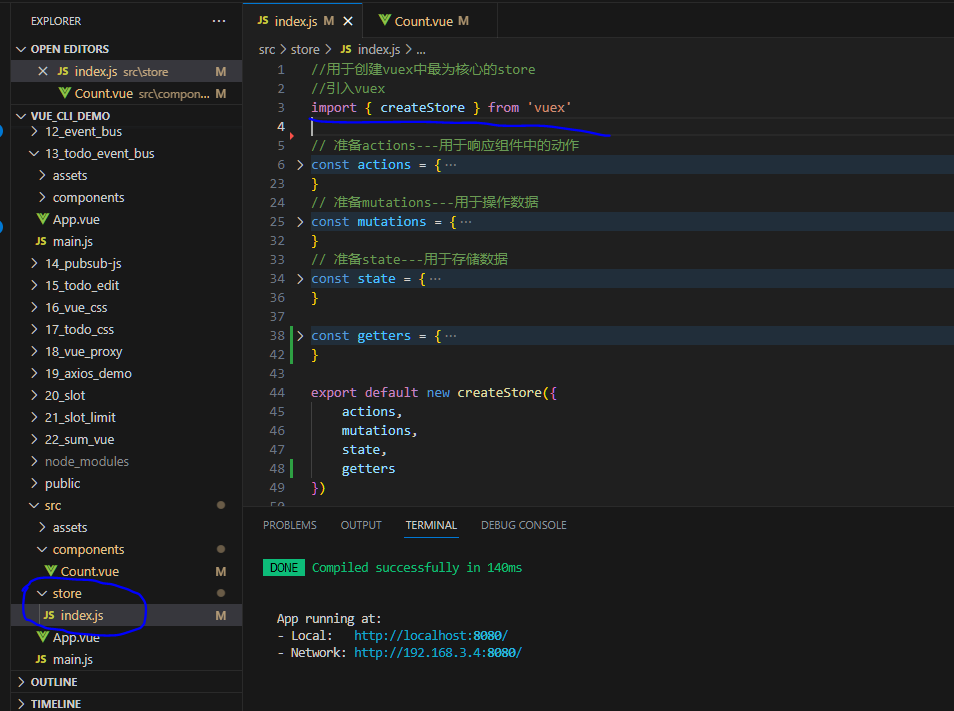 EXPLORER ···
OPEN EDITORS
JS index.js src\store M
Count.vue src\compon... M
VUE_CLI_DEMO
12_event_bus
13_todo_event_bus
assets
components
App.vue
JS main.js
14_pubsub-js
15_todo_edit
16_vue_css
17_todo_css
18_vue_proxy
19_axios_demo
20_slot
21_slot_limit
22_sum_vue
node_modules
public
src
assets
components
Count.vue M
store
JS index.js M
App.vue
JS main.js
OUTLINE
TIMELINE
JS index.js M
Count.vue M
src > store > JS index.js > ...
1 //用于创建vuex中最为核心的store
2 //引入vuex
3 import { createStore } from 'vuex'
4
5 // 准备actions---用于响应组件中的动作
6 const actions = {···
23 }
24 // 准备mutations---用于操作数据
25 const mutations = {···
32 }
33 // 准备state---用于存储数据
34 const state = {···
36 }
37
38 const getters = {···
42 }
43
44 export default new createStore({
45 actions,
46 mutations,
47 state,
48 getters
49 })
PROBLEMS OUTPUT TERMINAL DEBUG CONSOLE
DONE Compiled successfully in 140ms
App running at:
- Local: http://localhost:8080/
- Network: http://192.168.3.4:8080/